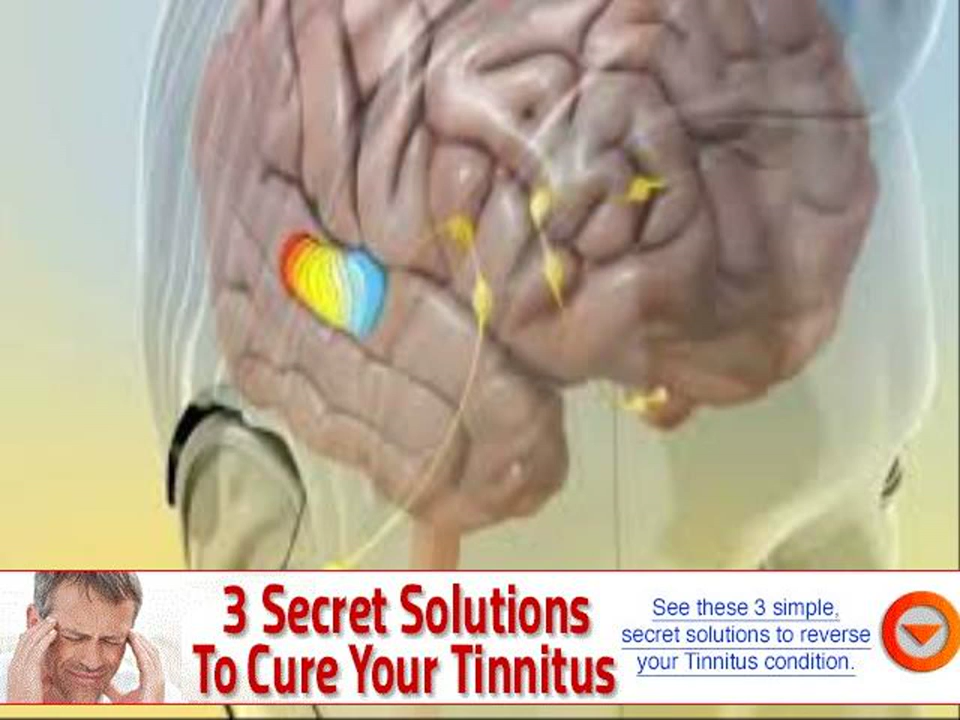 3 Secret Solutions
To Cure Your Tinnitus
See these 3 simple,
secret solutions to reverse
your Tinnitus condition.